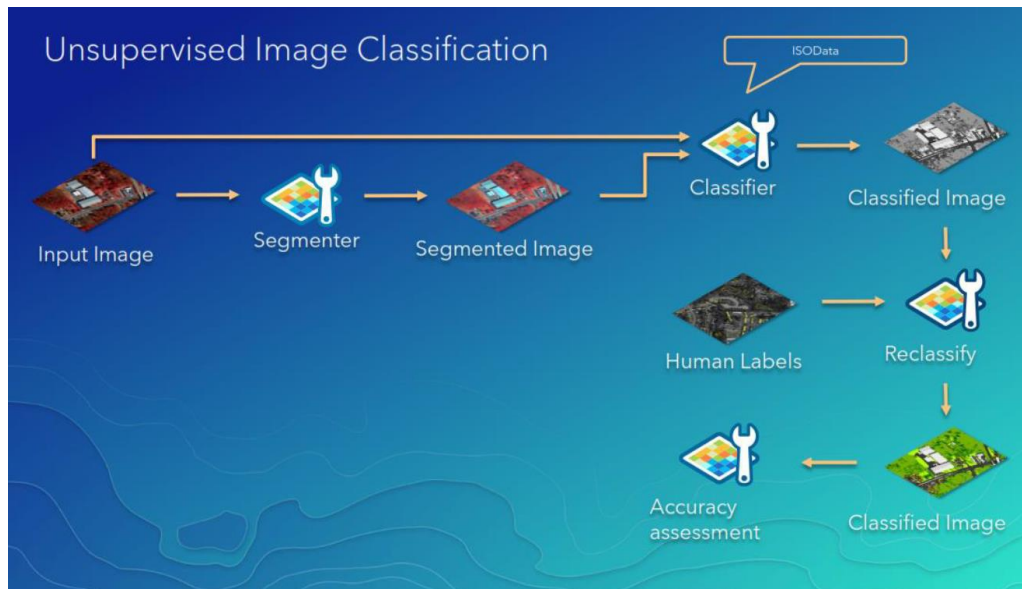 Unsupervised Image Classification
ISOData
Input Image
Segmenter
Segmented Image
Classifier
Classified Image
Human Labels
Reclassify
Accuracy
assessment
Classified Image